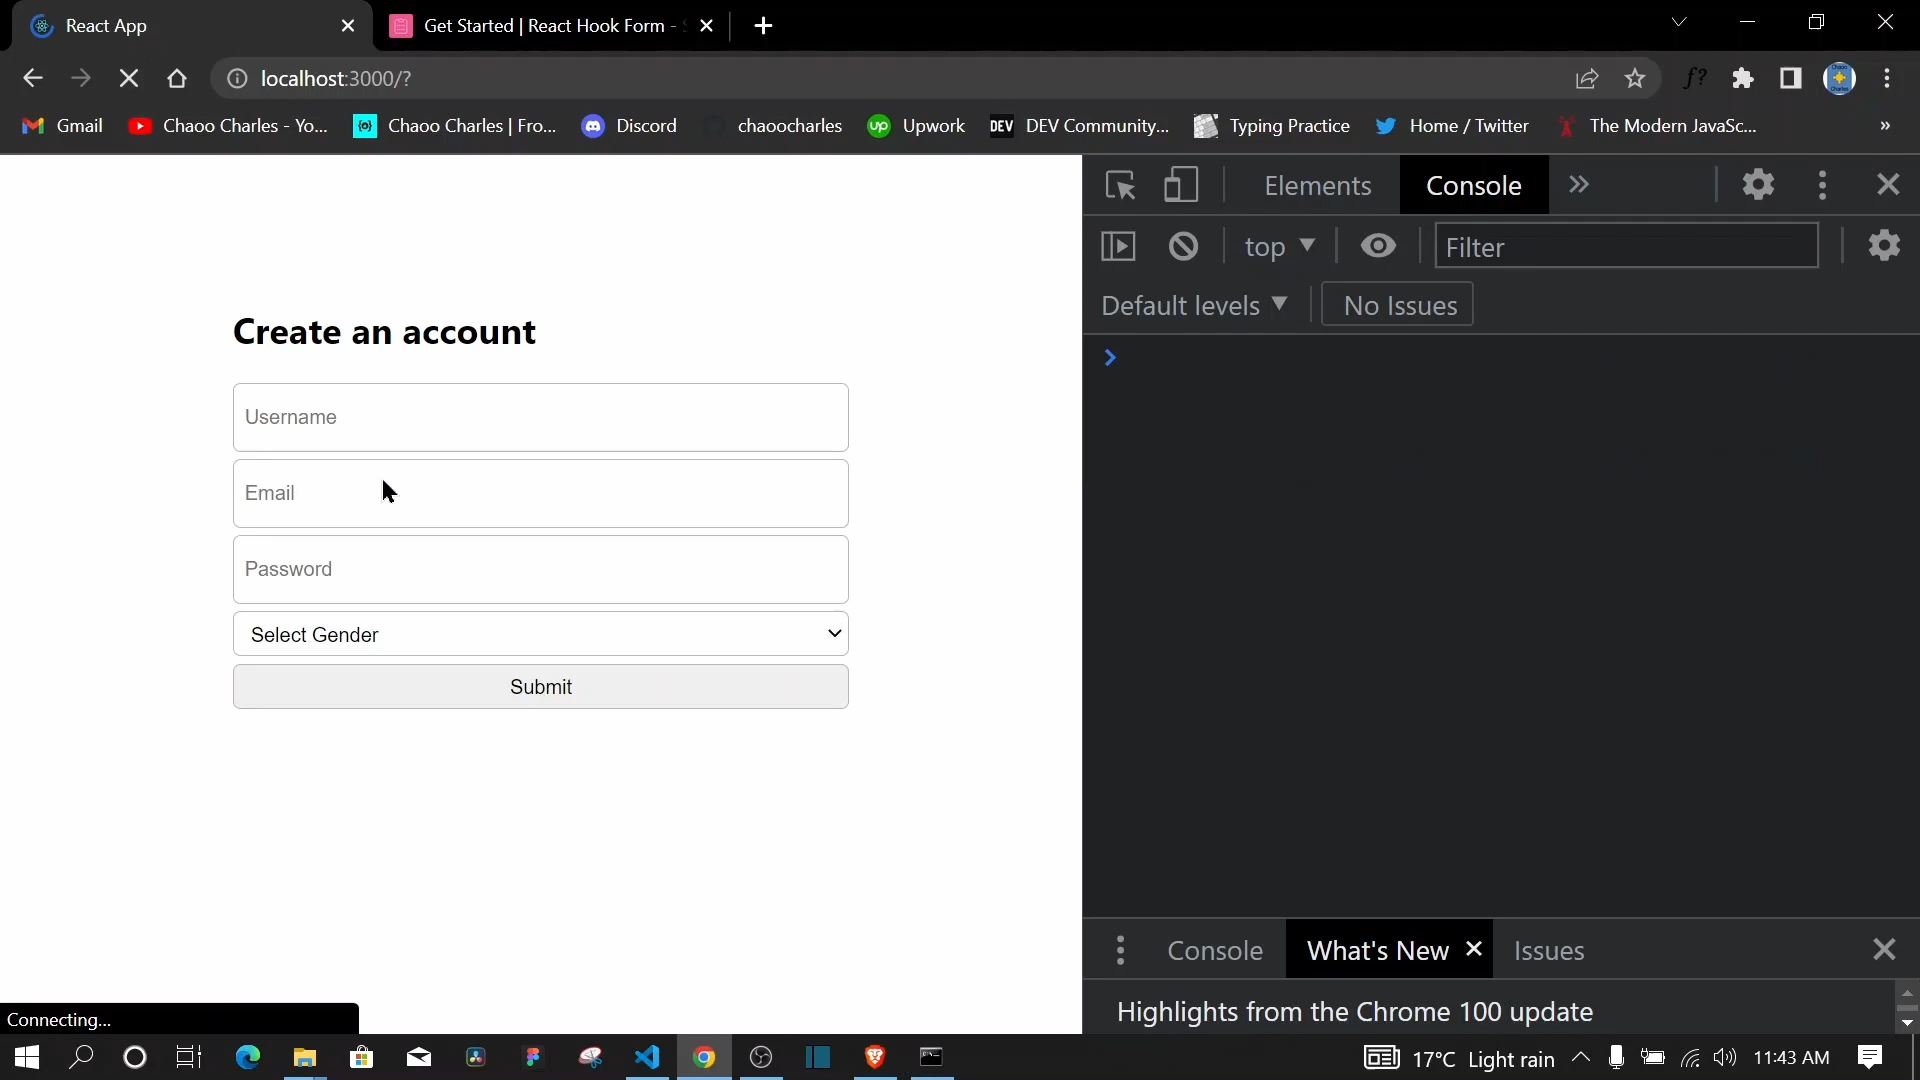 React App
Get Started | React Hook Form -
localhost:3000/?
f?
Gmail
Chaoo Charles - Yo...
Chaoo Charles | Fro...
Discord
chaoocharles
up
Upwork
DEV
DEV Community...
Typing Practice
Home / Twitter
The Modern JavaSc...
»
Elements
Console
top
Filter
Default levels
No Issues
Create an account
Username
Email
Password
Select Gender
Submit
Console
What's New
Issues
Highlights from the Chrome 100 update
Connecting...
17°C Light rain
11:43 AM